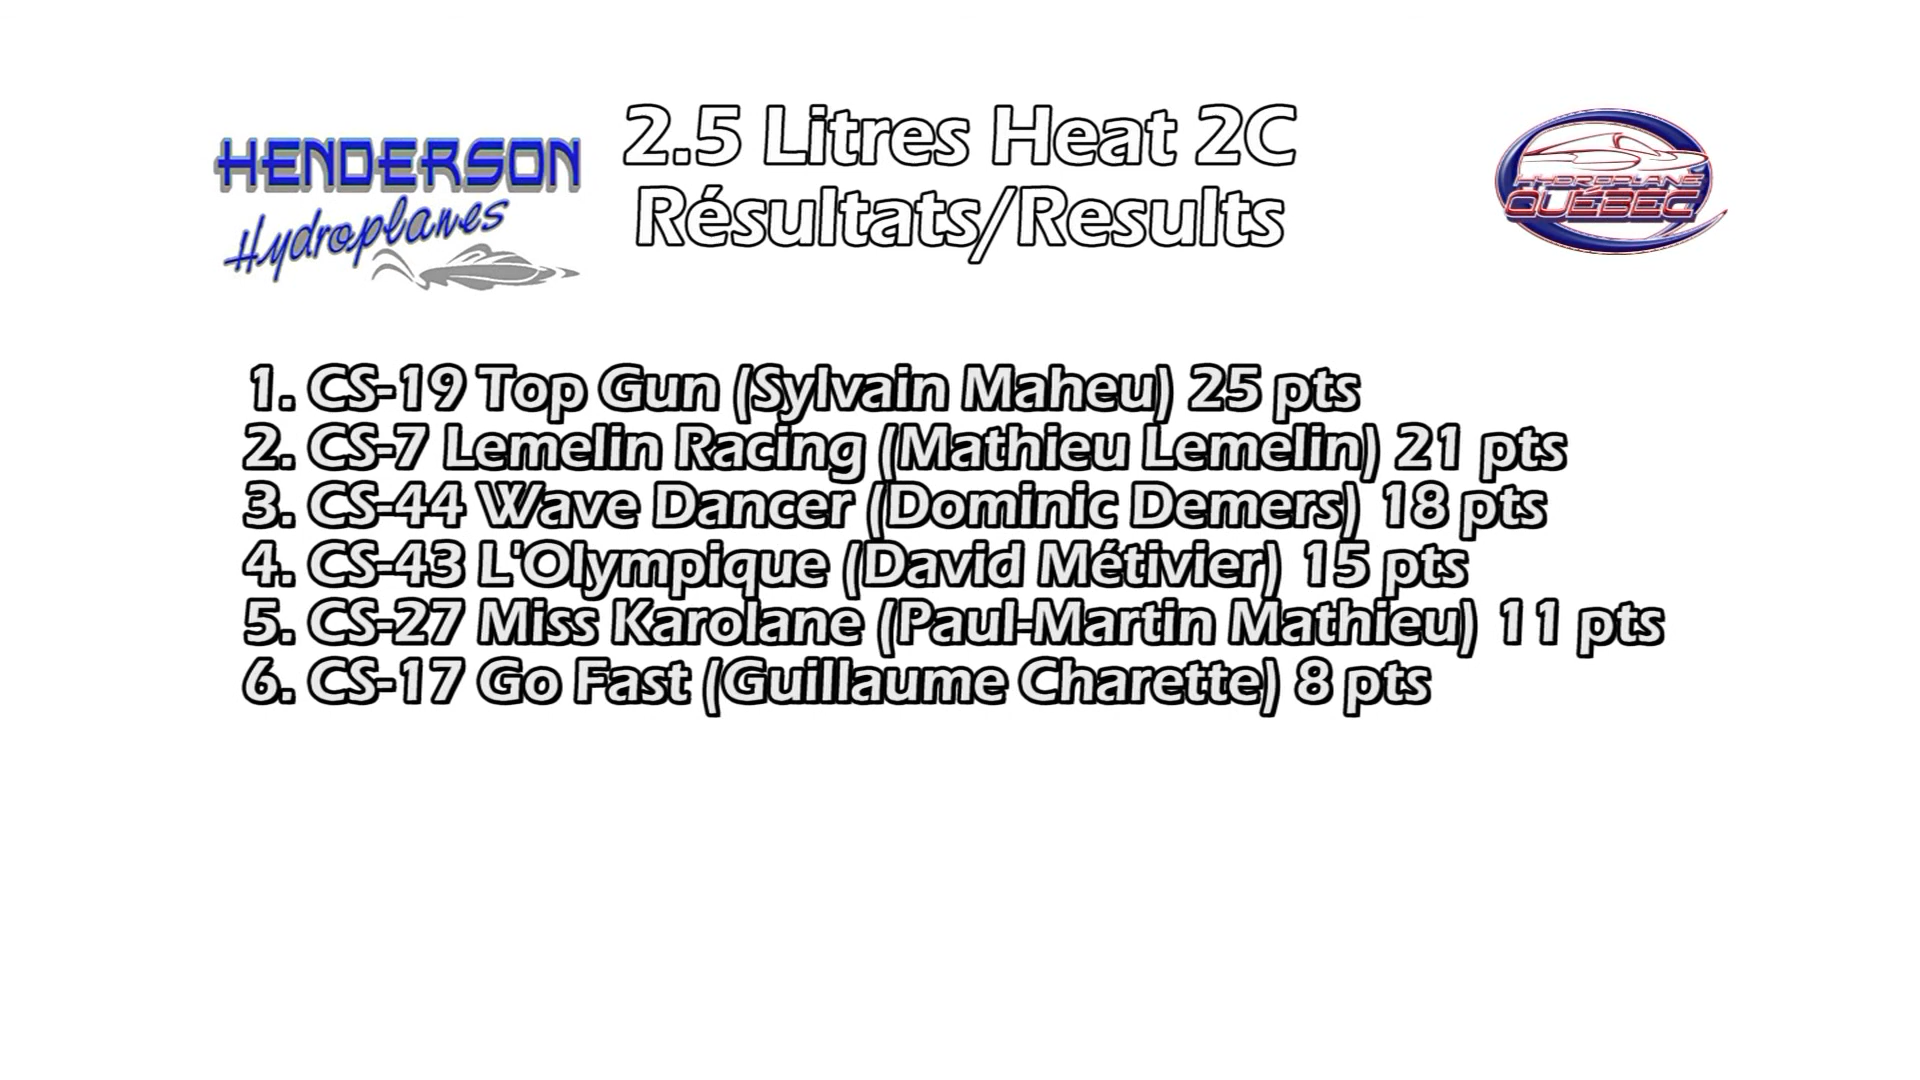 HENDERSON
Hydroplanes
2.5 Litres Heat 2C
Résultats/Results
HYDROPLANE
QUÉBEC
1. CS-19 Top Gun (Sylvain Maheu) 25 pts
2. CS-7 Lemelin Racing (Mathieu Lemelin) 21 pts
3. CS-44 Wave Dancer (Dominic Demers) 18 pts
4. CS-43 L'Olympique (David Métivier) 15 pts
5. CS-27 Miss Karolane (Paul-Martin Mathieu) 11 pts
6. CS-17 Go Fast (Guillaume Charette) 8 pts